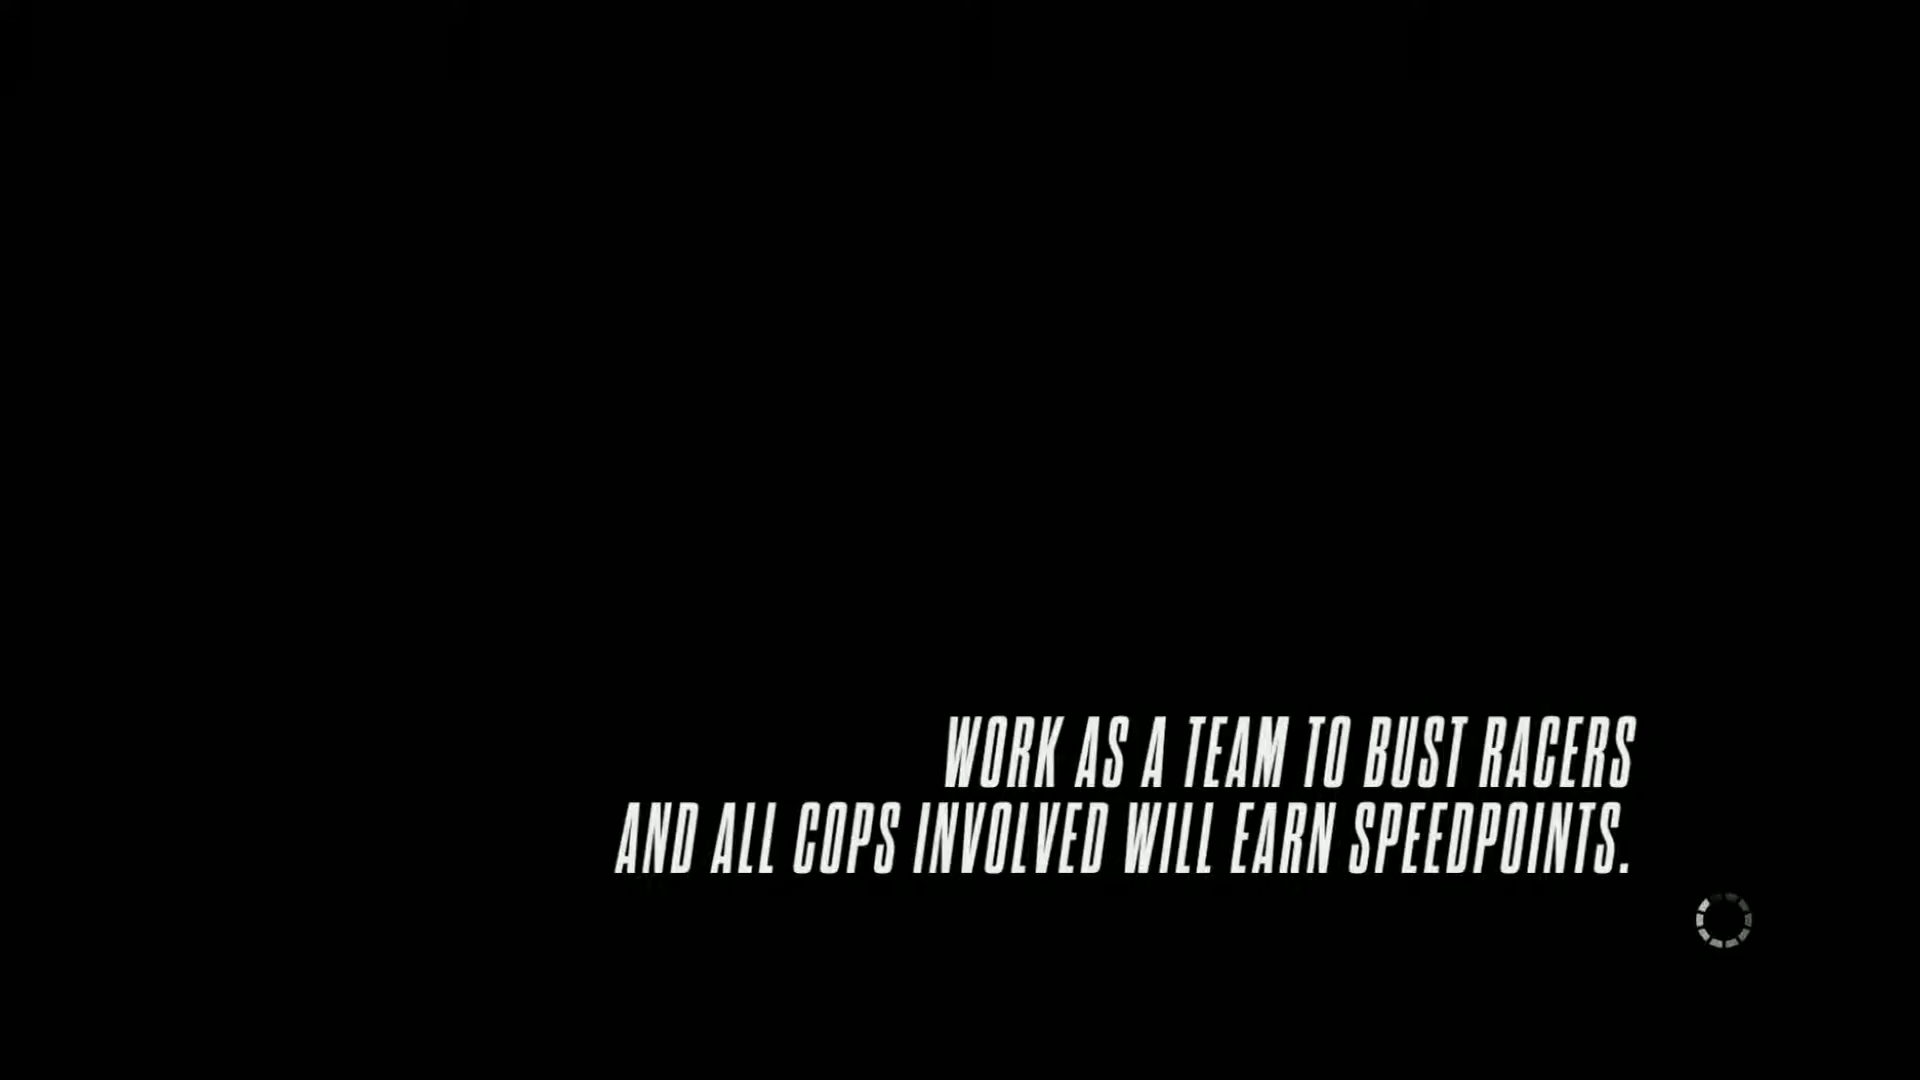 WORK AS A TEAM TO BUST RACERS
AND ALL COPS INVOLVED WILL EARN SPEEDPOINTS.